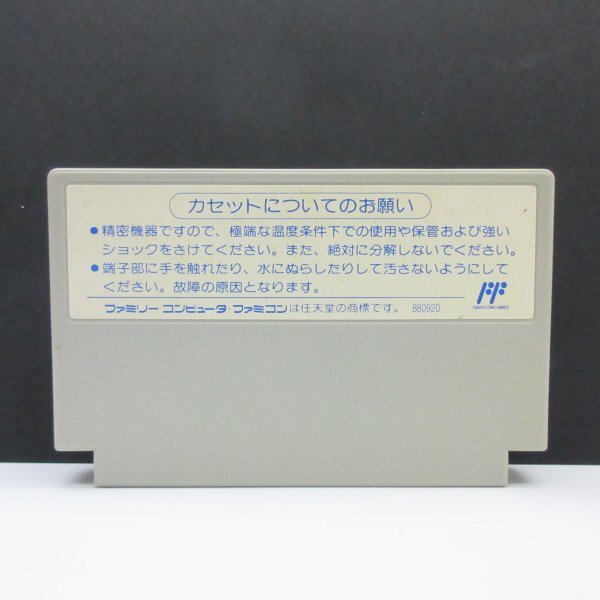 カセットについてのお願い
●精密機器ですので、極端な温度条件下での使用や保管および強い
ショックをさけてください。また、絶対に分解しないでください。
●端子部に手を触れたり、水にぬらしたりして汚さないようにして
ください。故障の原因となります。
ファミリーコンピュータ・ファミコンは任天堂の商標です。 880920
FAMICOM FAMILY